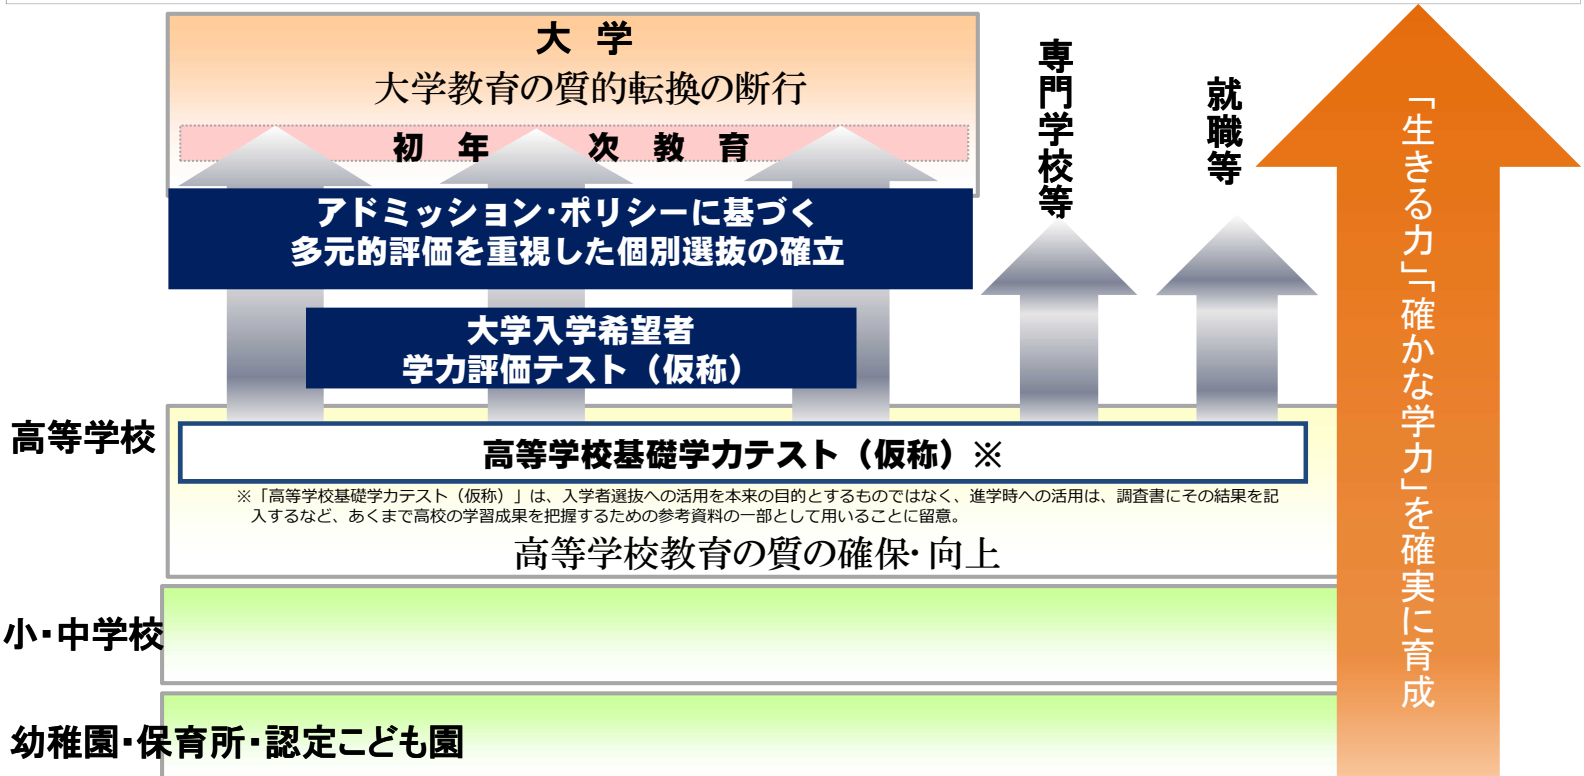 大 学
大学教育の質的転換の断行
初 年 次 教 育
アドミッション･ポリシーに基づく
多元的評価を重視した個別選抜の確立
大学入学希望者
学力評価テスト（仮称）
専門学校等
就職等
「生きる力」「確かな学力」を確実に育成
高等学校
高等学校基礎学力テスト（仮称）※
※「高等学校基礎学力テスト（仮称）」は、入学者選抜への活用を本来の目的とするものではなく、進学時への活用は、調査書にその結果を記
入するなど、あくまで高校の学習成果を把握するための参考資料の一部として用いることに留意。
高等学校教育の質の確保･向上
小･中学校
幼稚園･保育所･認定こども園